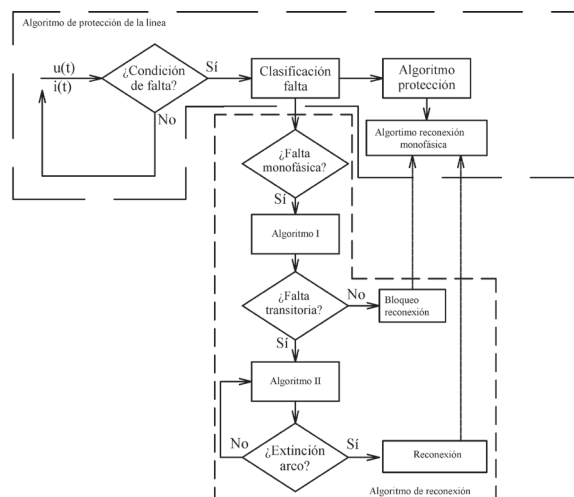 Algoritmo de protección de la linea
u(t)
i(t)
¿Condición
de falta?
Sí
No
Clasificación
falta
Algoritmo
protección
Algortimo reconexión
monofásica
¿Falta
monofásica?
Sí
Algoritmo I
¿Falta
transitoria?
No
Bloqueo
reconexión
Sí
Algoritmo II
¿Extinción
arco?
No
Sí
Reconexión
Algoritmo de reconexión